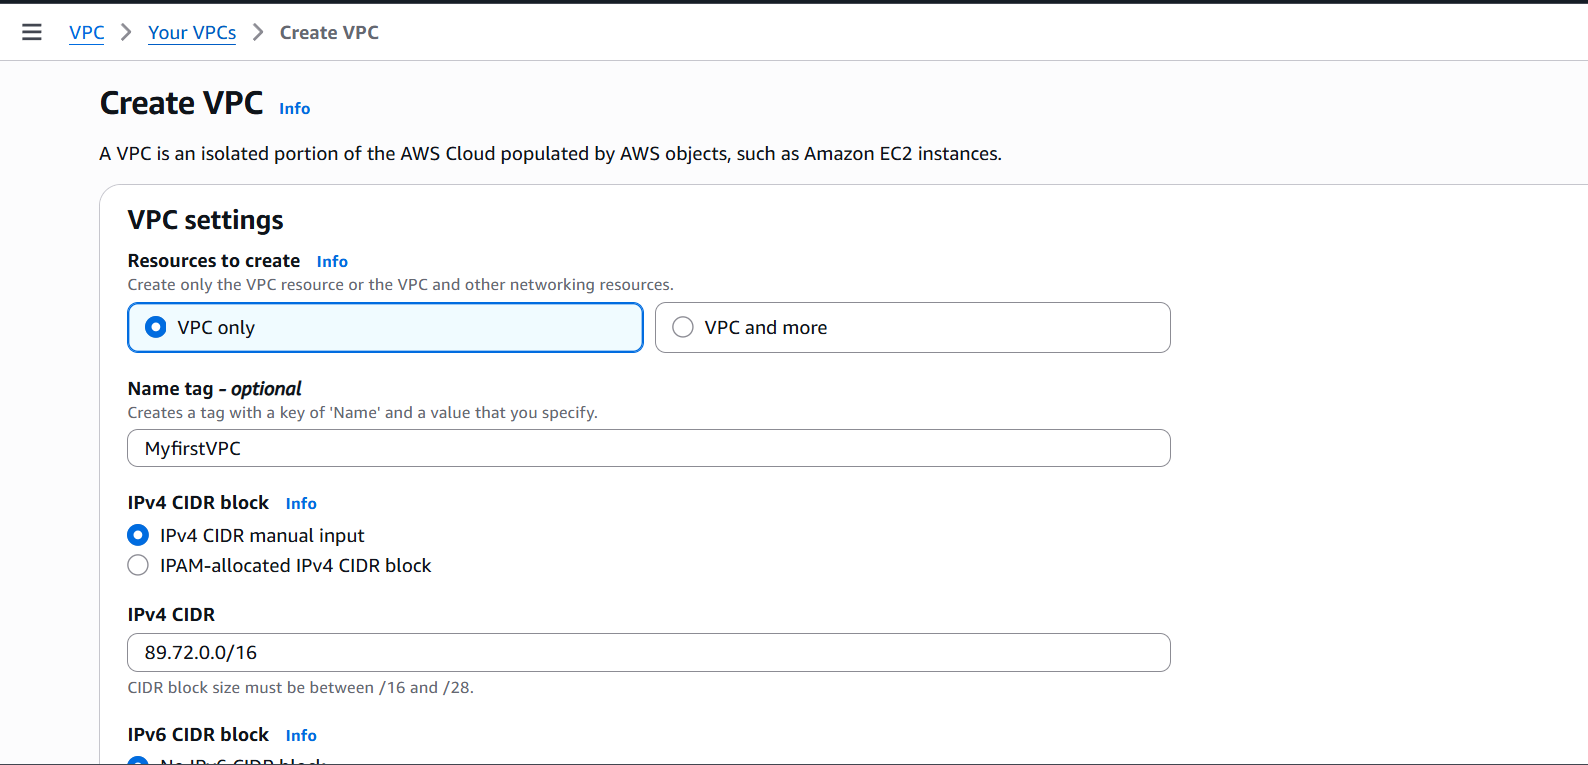 VPC > Your VPCs > Create VPC
Create VPC Info
A VPC is an isolated portion of the AWS Cloud populated by AWS objects, such as Amazon EC2 instances.
VPC settings
Resources to create Info
Create only the VPC resource or the VPC and other networking resources.
VPC only
VPC and more
Name tag - optional
Creates a tag with a key of 'Name' and a value that you specify.
MyfirstVPC
IPv4 CIDR block Info
IPv4 CIDR manual input
IPAM-allocated IPv4 CIDR block
IPv4 CIDR
89.72.0.0/16
CIDR block size must be between /16 and /28.
IPv6 CIDR block Info
No IPv6 CIDR block